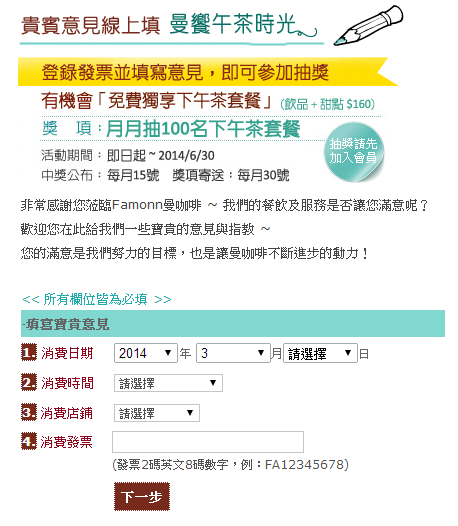 貴賓意見線上填 曼饗午茶時光
登錄發票並填寫意見，即可參加抽獎
有機會「免費獨享下午茶套餐」(飲品+甜點 $160)
獎 項：月月抽100名下午茶套餐
抽獎請先
加入會員
活動期間：即日起 ~ 2014/6/30
中獎公布：每月15號 獎項寄送：每月30號
非常感謝您蒞臨Famonn曼咖啡 ~ 我們的餐飲及服務是否讓您滿意呢？
歡迎您在此給我們一些寶貴的意見與指教 ~
您的滿意是我們努力的目標，也是讓曼咖啡不斷進步的動力！
<< 所有欄位皆為必填 >>
·填寫寶貴意見
1. 消費日期 2014 年 3 月 請選擇 日
2. 消費時間 請選擇
3. 消費店鋪 請選擇
4. 消費發票
(發票2碼英文8碼數字，例：FA12345678)
下一步